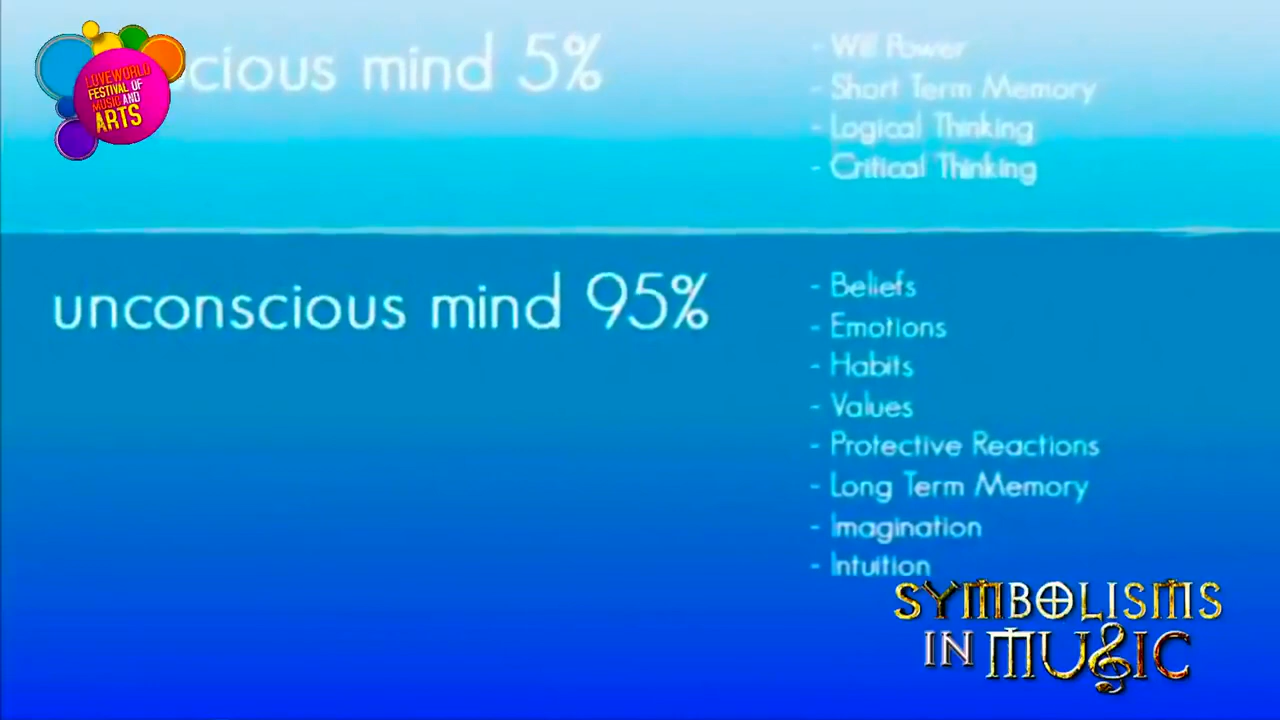 LOVEWORLD
FESTIVAL OF
MUSIC AND
ARTS
cious mind 5%
- Will Power
- Short Term Memory
- Logical Thinking
- Critical Thinking
unconscious mind 95%
- Beliefs
- Emotions
- Habits
- Values
- Protective Reactions
- Long Term Memory
- Imagination
- Intuition
SYMBOLISMS
IN MUSIC